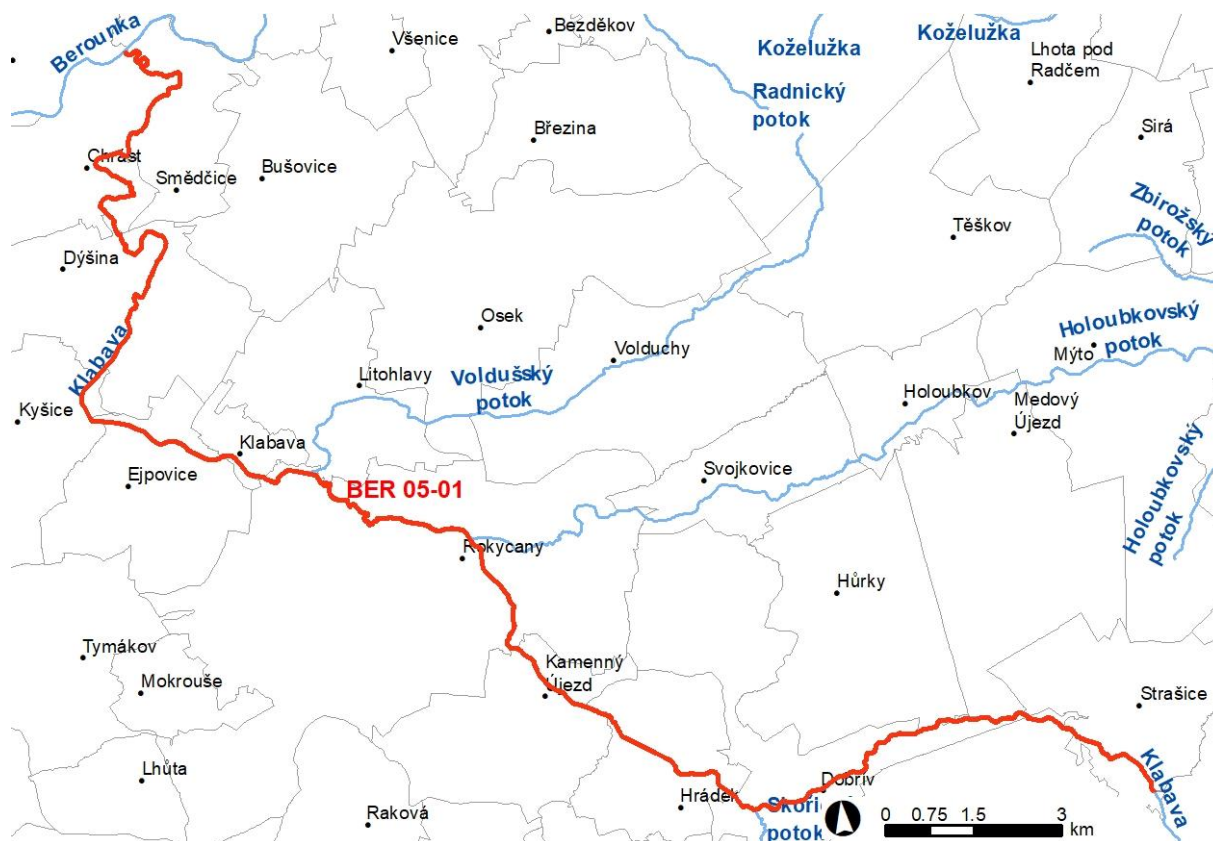 Berounka
Všenice
Bezděkov
Koželužka
Koželužka
Lhota pod
Radčem
Radnický
potok
Březina
Sirá
Chrást
Smědčice
Bušovice
Zbirožský
potok
Těškov
Dýšina
Klabava
Osek
Volduchy
Holoubkovský
potok
Mýto
Litohlavy
Voldušský
potok
Holoubkov
Medový
Újezd
Kyšice
Klabava
Ejpovice
BER 05-01
Svojkovice
Holoubkovský
potok
Rokycany
Hůrky
Tymákov
Mokrouše
Kamenný
Újezd
Strašice
Lhůta
Raková
Hrádek
Dobřív
potok
Klabava
0 0.75 1.5 3
km